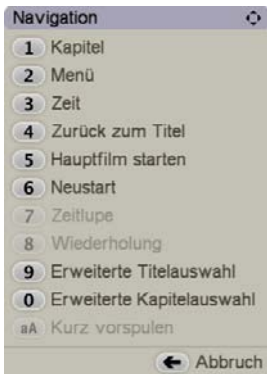 Navigation
1 Kapitel
2 Menü
3 Zeit
4 Zurück zum Titel
5 Hauptfilm starten
6 Neustart
7 Zeitlupe
8 Wiederholung
9 Erweiterte Titelauswahl
0 Erweiterte Kapitelauswahl
aA Kurz vorspulen
Abbruch